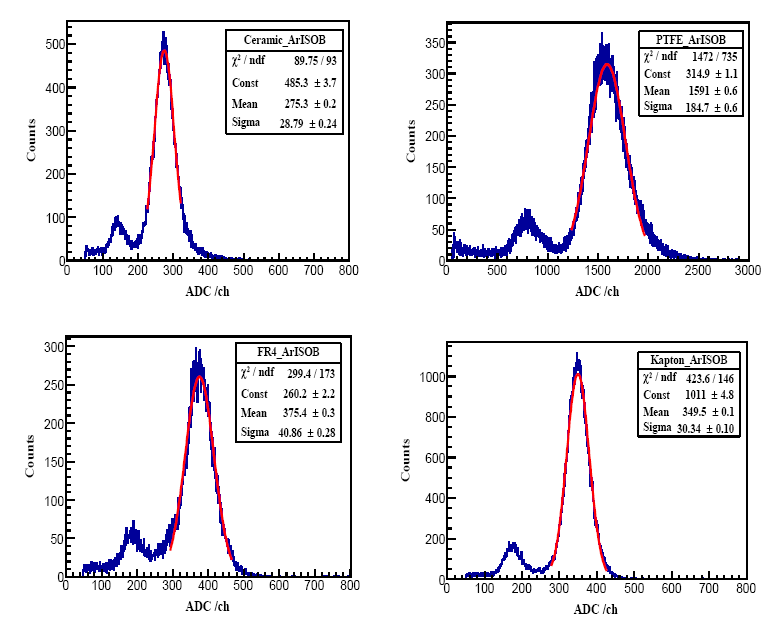 Ceramic_ArISOB
χ² / ndf 89.75 / 93
Const 485.3 ± 3.7
Mean 275.3 ± 0.2
Sigma 28.79 ± 0.24
Counts
500
400
300
200
100
0
0 100 200 300 400 500 600 700 800
ADC /ch
PTFE_ArISOB
χ² / ndf 1472 / 735
Const 314.9 ± 1.1
Mean 1591 ± 0.6
Sigma 184.7 ± 0.6
Counts
350
300
250
200
150
100
50
0
0 500 1000 1500 2000 2500 3000
ADC /ch
FR4_ArISOB
χ² / ndf 299.4 / 173
Const 260.2 ± 2.2
Mean 375.4 ± 0.3
Sigma 40.86 ± 0.28
Counts
300
250
200
150
100
50
0
0 100 200 300 400 500 600 700 800
ADC /ch
Kapton_ArISOB
χ² / ndf 423.6 / 146
Const 1011 ± 4.8
Mean 349.5 ± 0.1
Sigma 30.34 ± 0.10
Counts
1000
800
600
400
200
0
0 100 200 300 400 500 600 700 800
ADC /ch